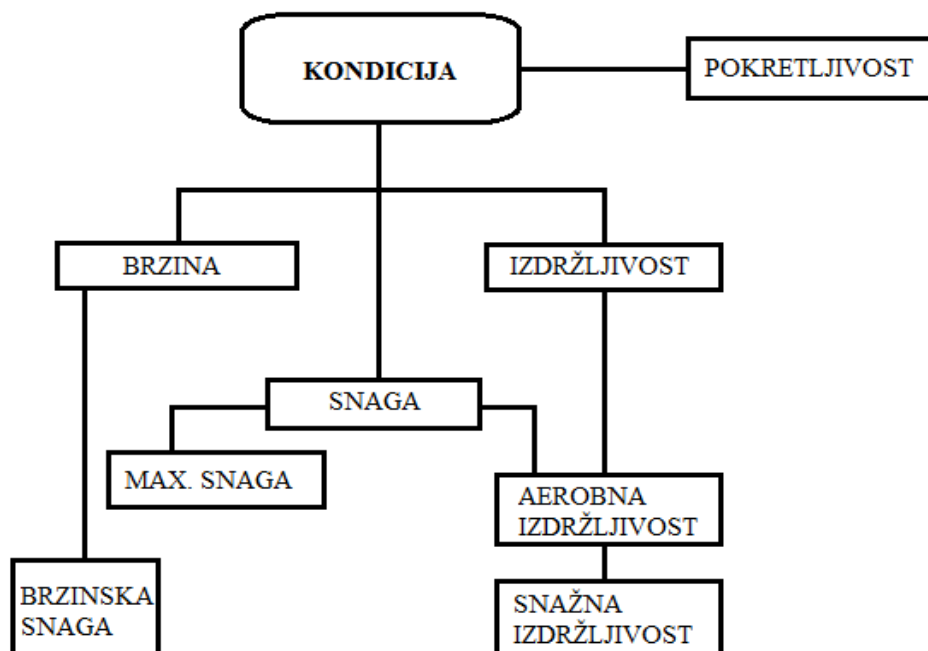 KONDICIJA
POKRETLJIVOST
BRZINA
IZDRŽLJIVOST
SNAGA
MAX. SNAGA
AEROBNA
IZDRŽLJIVOST
BRZINSKA
SNAGA
SNAŽNA
IZDRŽLJIVOST